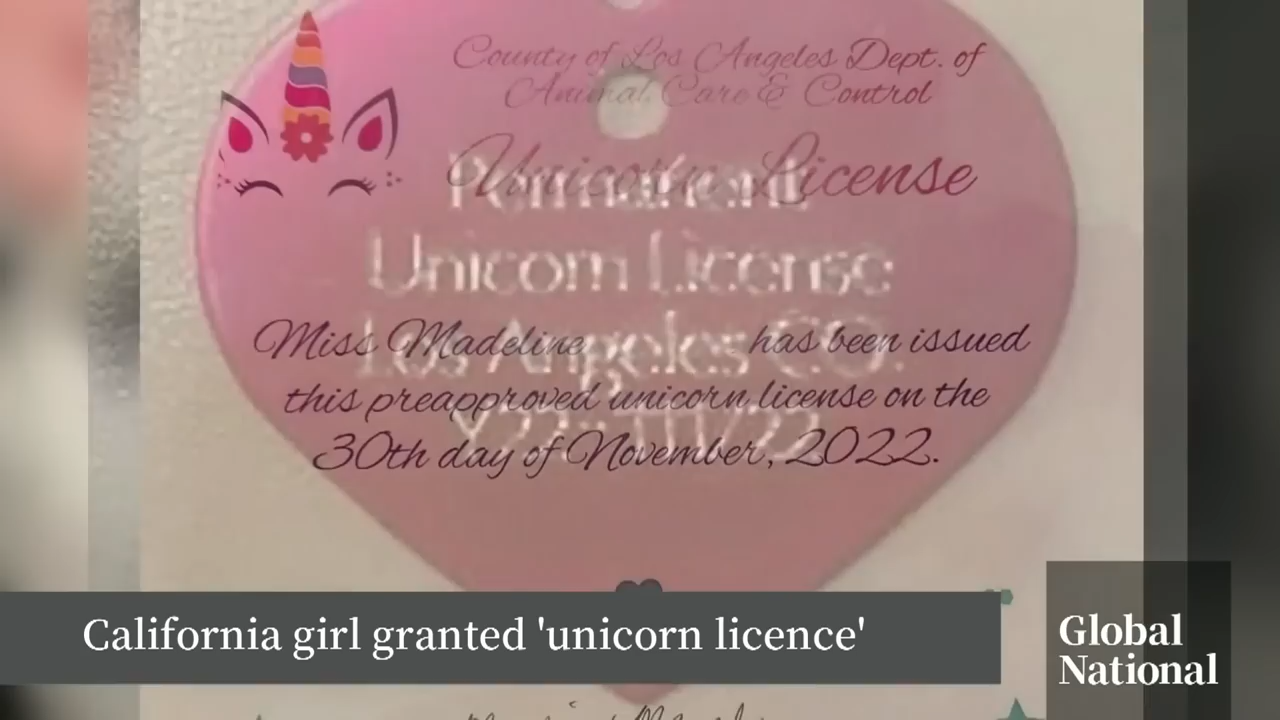 County of Los Angeles Dept. of
Animal Care & Control
Unicorn License
Permanent
Unicorn License
Los Angeles CO.
Miss Madeline has been issued
this preapproved unicorn license on the
30th day of November, 2022.
California girl granted 'unicorn licence'
Global
National